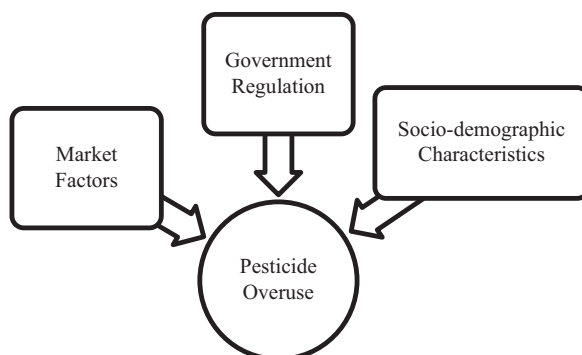 Government
Regulation
Socio-demographic
Characteristics
Market
Factors
Pesticide
Overuse